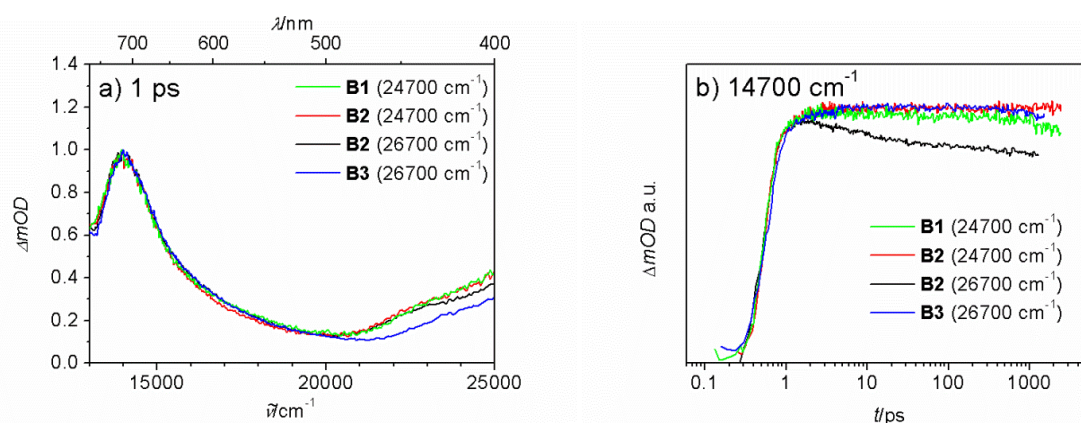 λ/nm
700 600 500 400
1.4
1.2
1.0
0.8
0.6
0.4
0.2
0.0
ΔmOD
a) 1 ps
B1 (24700 cm⁻¹)
B2 (24700 cm⁻¹)
B2 (26700 cm⁻¹)
B3 (26700 cm⁻¹)
15000 20000 25000
ν̃/cm⁻¹
b) 14700 cm⁻¹
ΔmOD a.u.
B1 (24700 cm⁻¹)
B2 (24700 cm⁻¹)
B2 (26700 cm⁻¹)
B3 (26700 cm⁻¹)
0.1 1 10 100 1000
t/ps